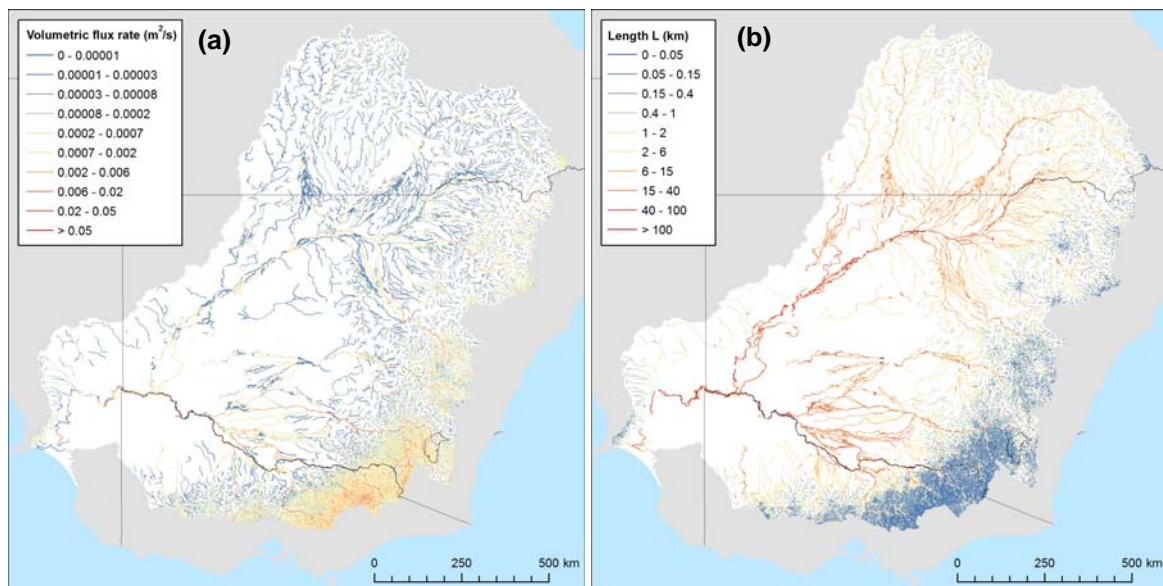 Volumetric flux rate (m²/s)
0 - 0.00001
0.00001 - 0.00003
0.00003 - 0.00008
0.00008 - 0.0002
0.0002 - 0.0007
0.0007 - 0.002
0.002 - 0.006
0.006 - 0.02
0.02 - 0.05
> 0.05
(a)
0 500 km
Length L (km)
0 - 0.05
0.05 - 0.15
0.15 - 0.4
0.4 - 1
1 - 2
2 - 6
6 - 15
15 - 40
40 - 100
> 100
(b)
0 500 km